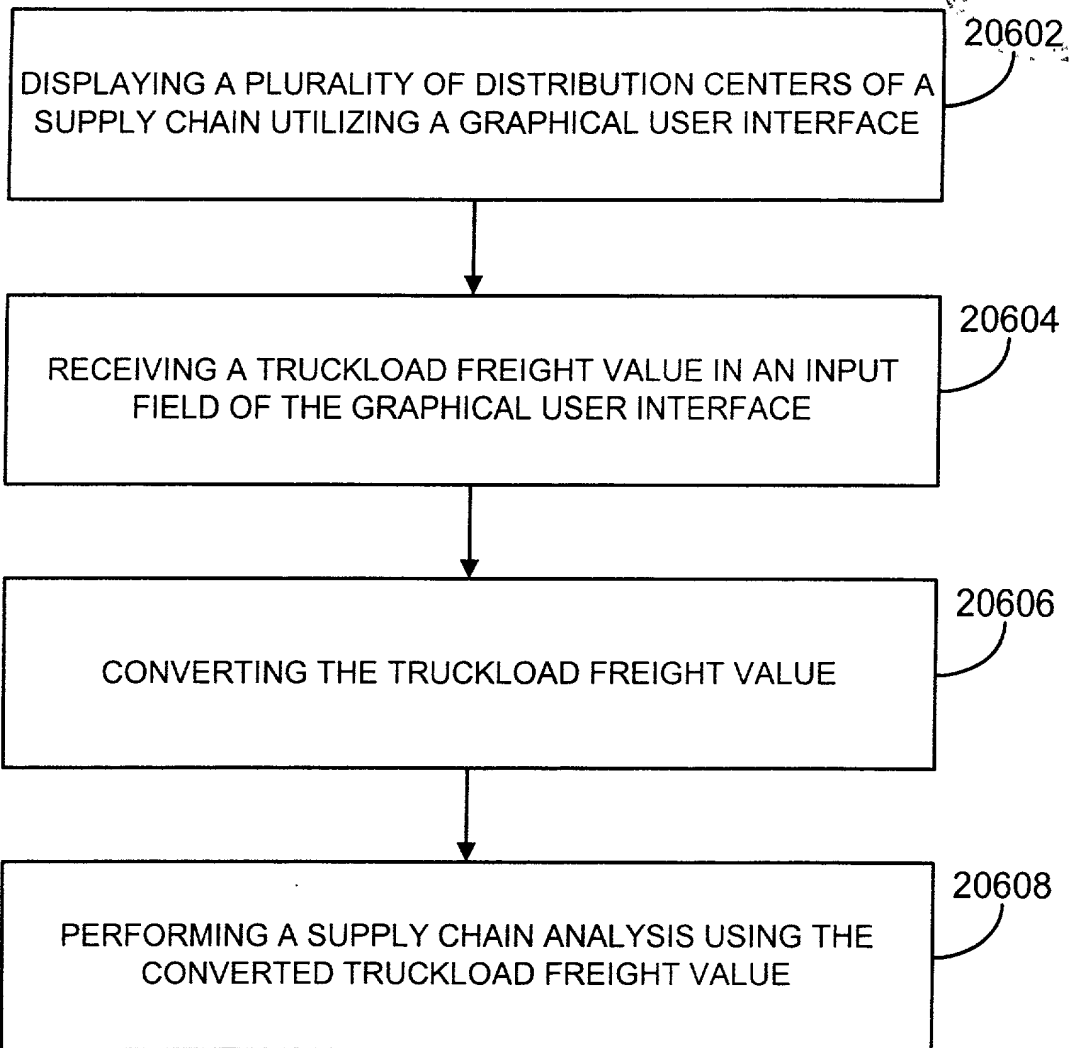 20602
DISPLAYING A PLURALITY OF DISTRIBUTION CENTERS OF A
SUPPLY CHAIN UTILIZING A GRAPHICAL USER INTERFACE
20604
RECEIVING A TRUCKLOAD FREIGHT VALUE IN AN INPUT
FIELD OF THE GRAPHICAL USER INTERFACE
20606
CONVERTING THE TRUCKLOAD FREIGHT VALUE
20608
PERFORMING A SUPPLY CHAIN ANALYSIS USING THE
CONVERTED TRUCKLOAD FREIGHT VALUE